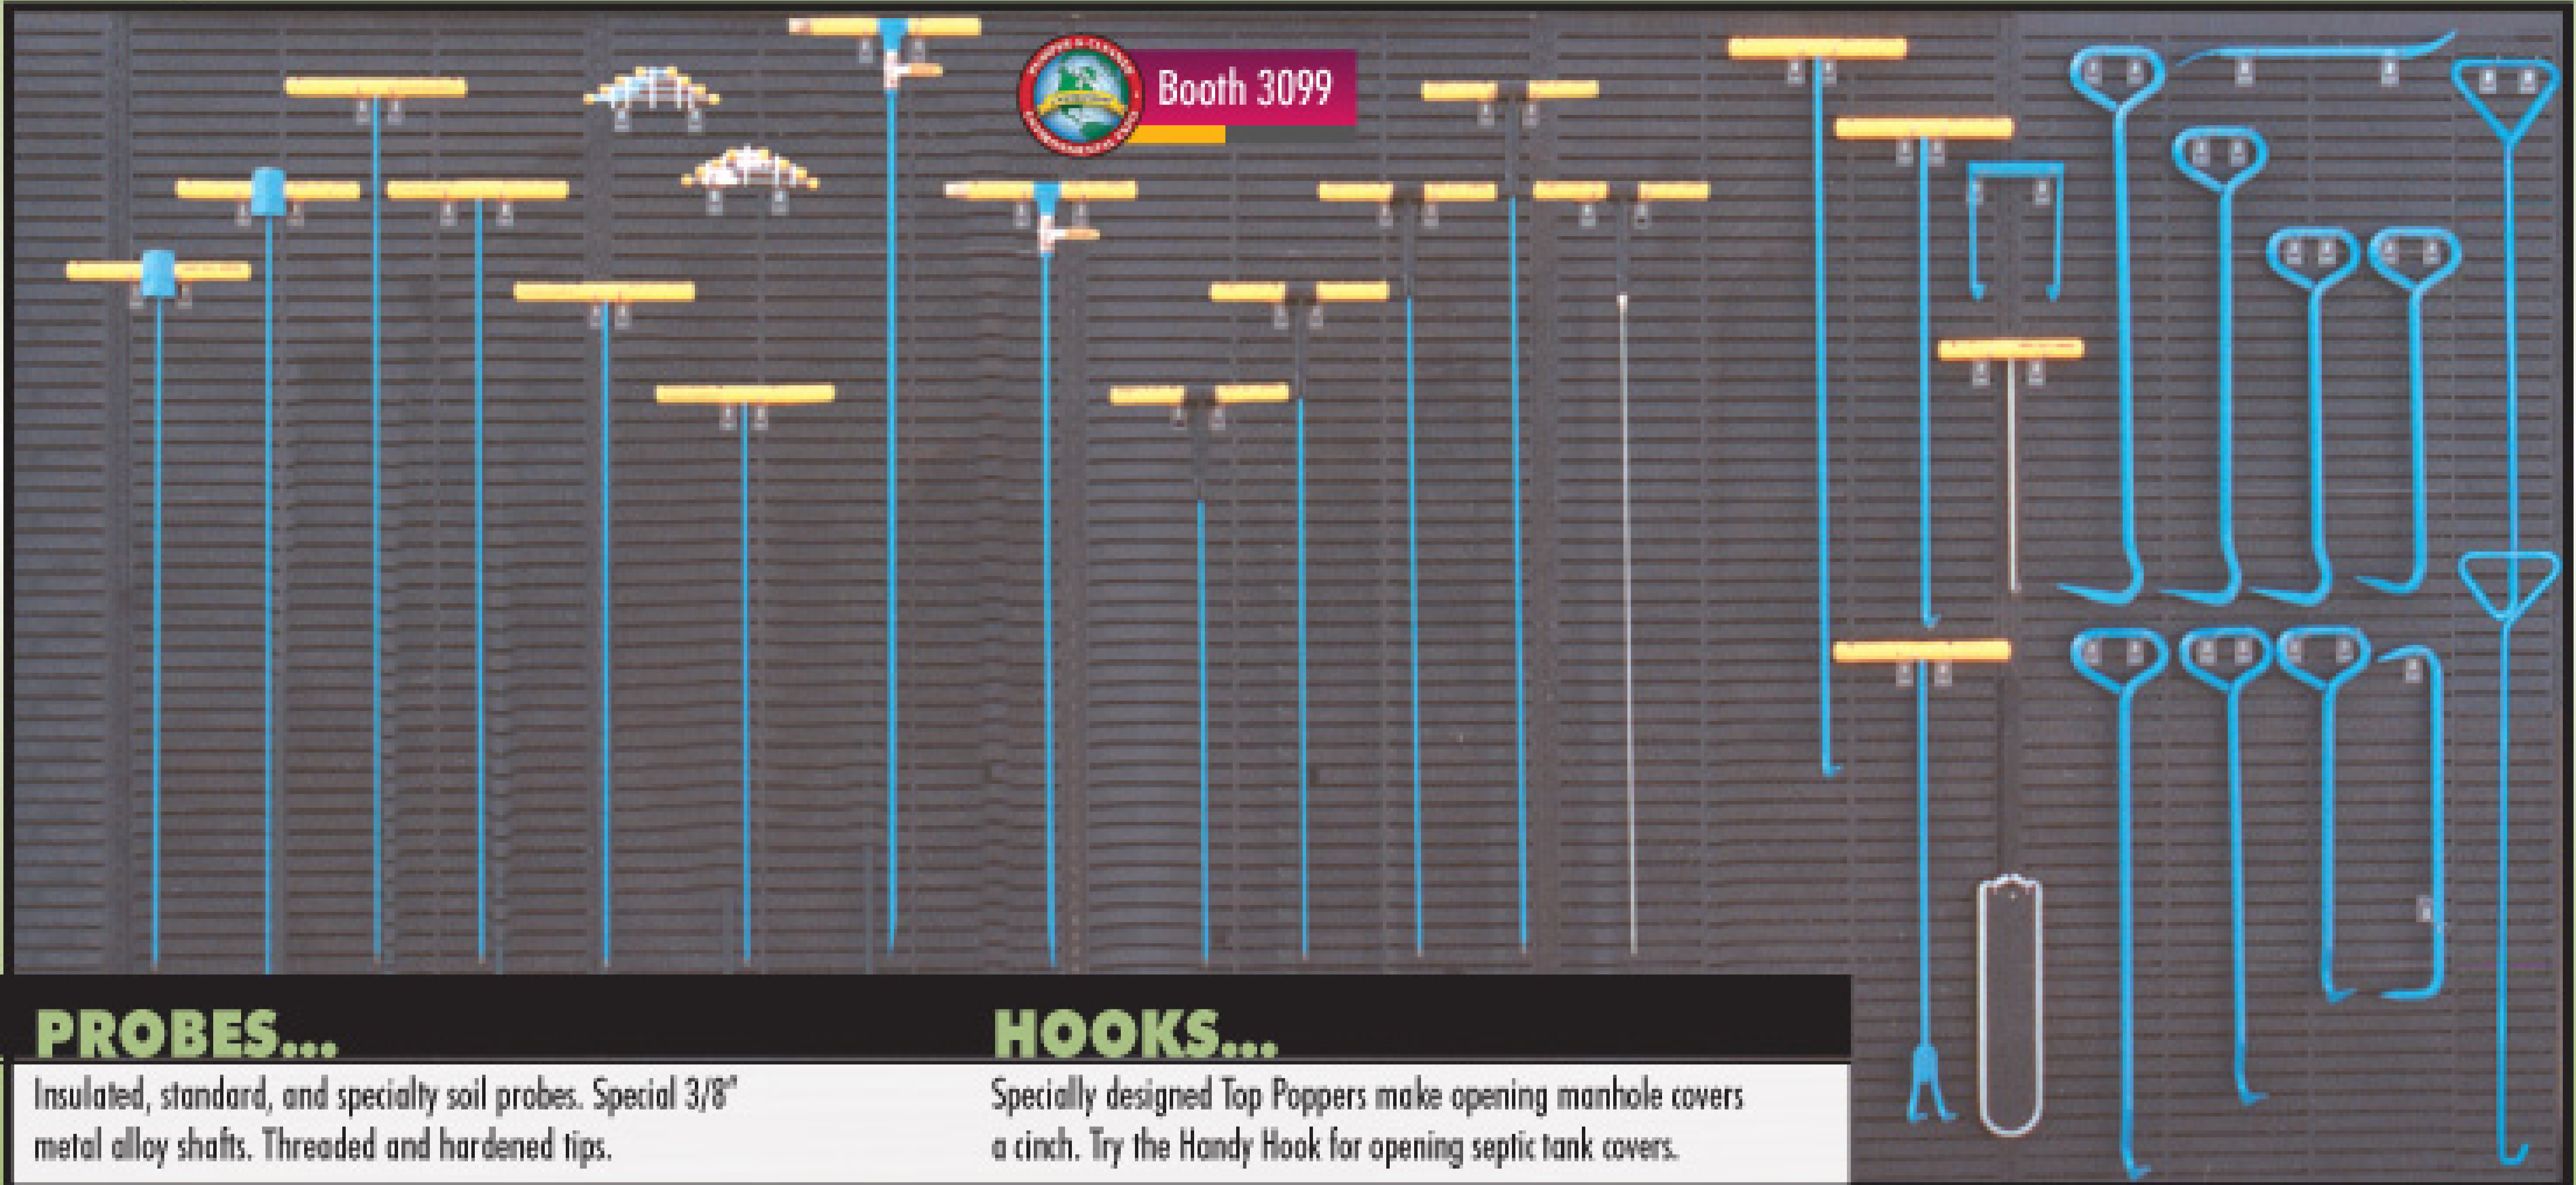 Booth 3099
PROBES...
Insulated, standard, and specialty soil probes. Special 3/8"
metal alloy shafts. Threaded and hardened tips.
HOOKS...
Specially designed Top Poppers make opening manhole covers
a cinch. Try the Handy Hook for opening septic tank covers.